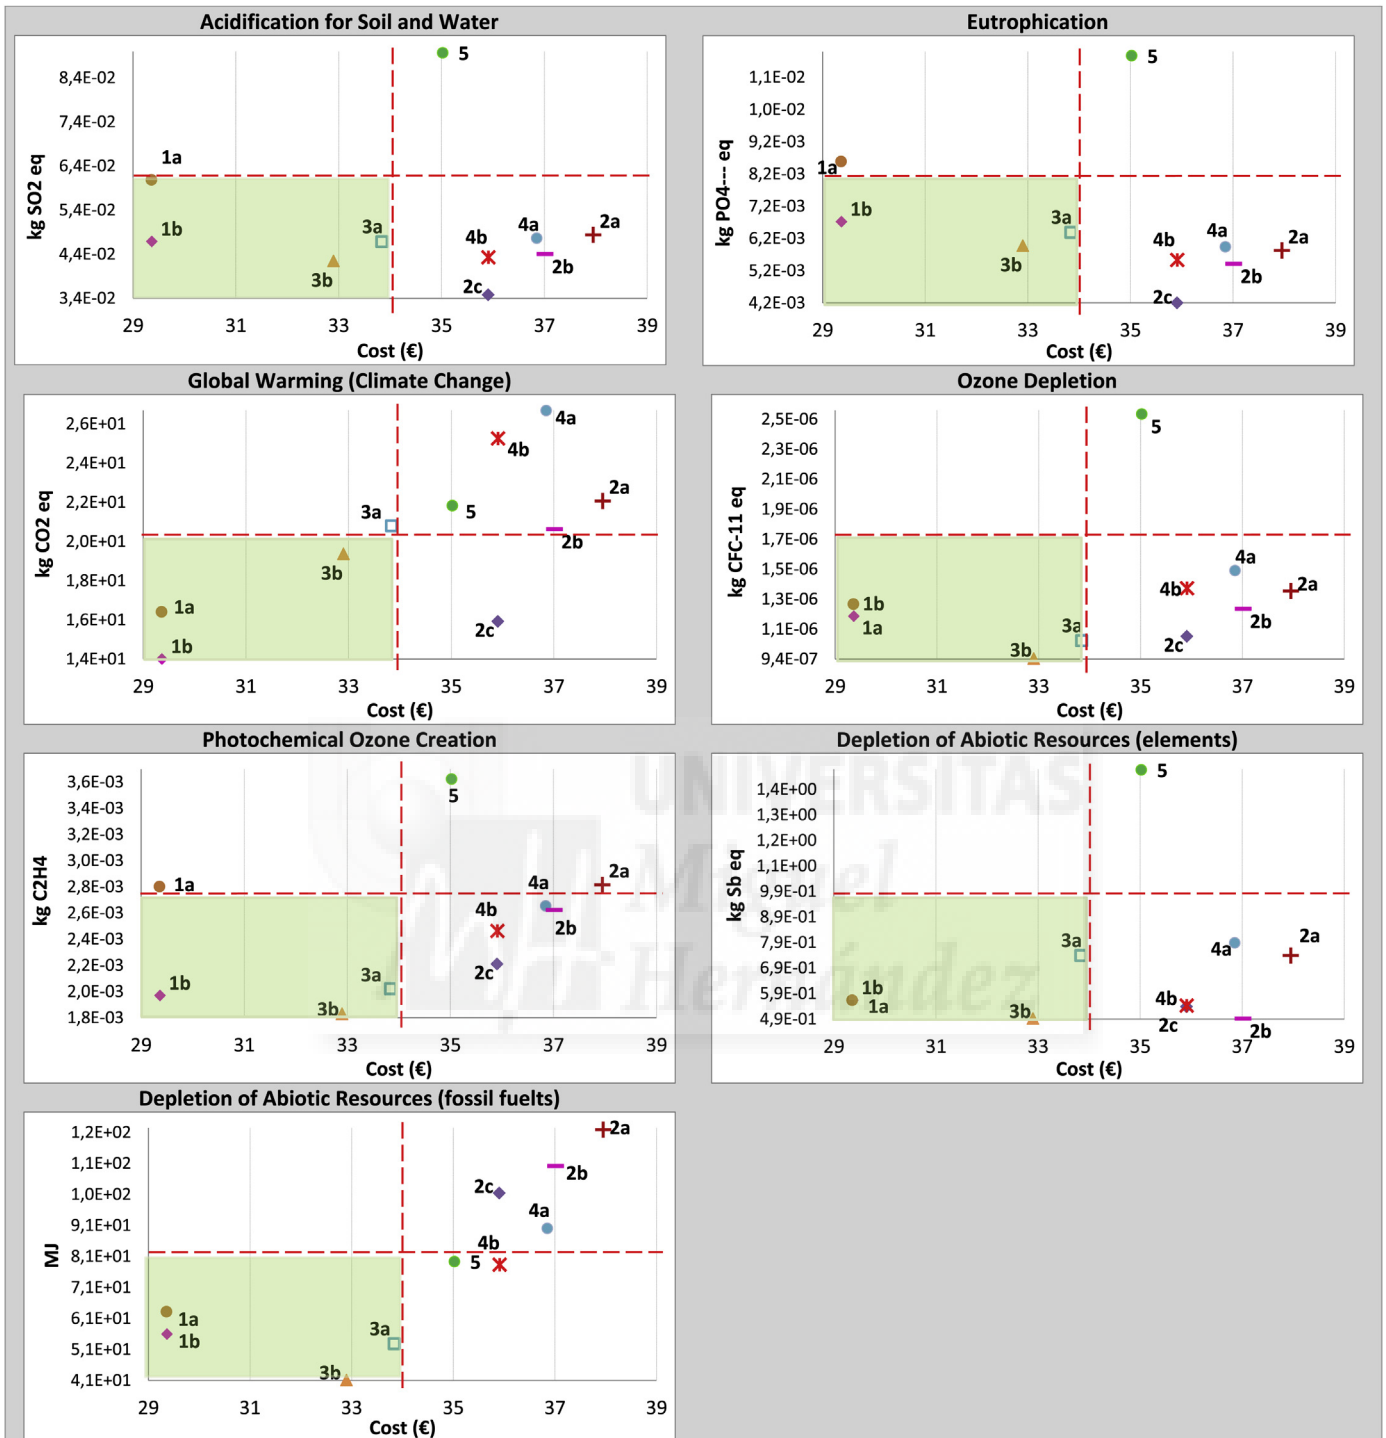 Acidification for Soil and Water
kg SO2 eq
8,4E-02
7,4E-02
6,4E-02
5,4E-02
4,4E-02
3,4E-02
29 31 33 35 37 39
Cost (€)
5
1a
1b
3a
3b
4b
4a
2a
2b
2c
Eutrophication
kg PO4--- eq
1,1E-02
1,0E-02
9,2E-03
8,2E-03
7,2E-03
6,2E-03
5,2E-03
4,2E-03
29 31 33 35 37 39
Cost (€)
5
1a
1b
3a
3b
4b
4a
2a
2b
2c
Global Warming (Climate Change)
kg CO2 eq
2,6E+01
2,4E+01
2,2E+01
2,0E+01
1,8E+01
1,6E+01
1,4E+01
29 31 33 35 37 39
Cost (€)
4a
4b
2a
3a
5
2b
3b
1a
2c
1b
Ozone Depletion
kg CFC-11 eq
2,5E-06
2,3E-06
2,1E-06
1,9E-06
1,7E-06
1,5E-06
1,3E-06
1,1E-06
9,4E-07
29 31 33 35 37 39
Cost (€)
5
4a
4b
2a
1b
1a
3a
2b
2c
3b
Photochemical Ozone Creation
kg C2H4
3,6E-03
3,4E-03
3,2E-03
3,0E-03
2,8E-03
2,6E-03
2,4E-03
2,2E-03
2,0E-03
1,8E-03
29 31 33 35 37 39
Cost (€)
5
1a
4a
2a
4b
2b
2c
3a
1b
3b
Depletion of Abiotic Resources (elements)
kg Sb eq
1,4E+00
1,3E+00
1,2E+00
1,1E+00
9,9E-01
8,9E-01
7,9E-01
6,9E-01
5,9E-01
4,9E-01
29 31 33 35 37 39
Cost (€)
5
3a
4a
2a
1b
1a
4b
3b
2c
2b
UNIVERSITAS
Miguel
Hernández
Depletion of Abiotic Resources (fossil fuelts)
MJ
1,2E+02
1,1E+02
1,0E+02
9,1E+01
8,1E+01
7,1E+01
6,1E+01
5,1E+01
4,1E+01
29 31 33 35 37 39
Cost (€)
2a
2b
2c
4a
4b
5
1a
1b
3a
3b